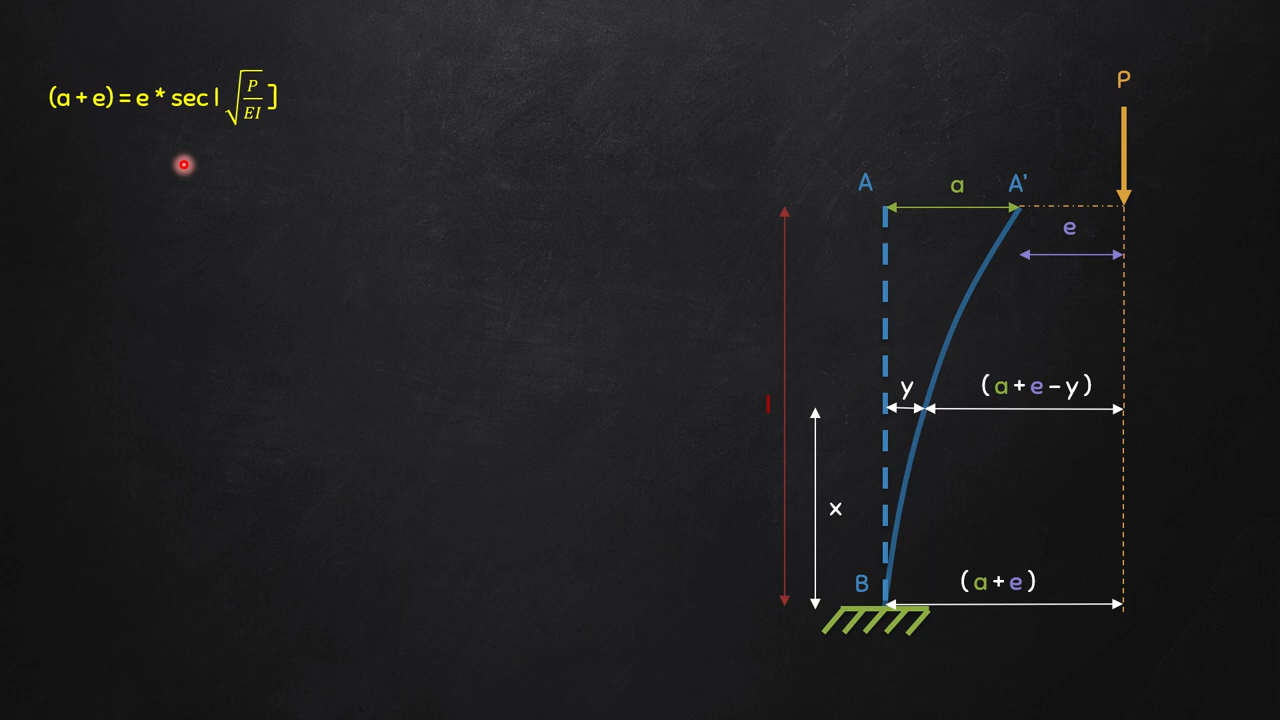 (a + e) = e * sec l √P/EI ]
P
A
a
A’
e
y
(a + e – y)
l
x
B
(a + e)